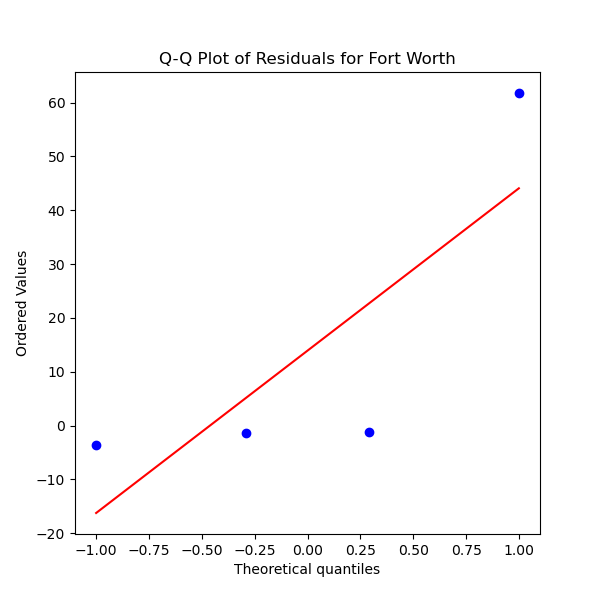 Q-Q Plot of Residuals for Fort Worth
60
50
40
30
20
10
0
−10
−20
Ordered Values
−1.00 −0.75 −0.50 −0.25 0.00 0.25 0.50 0.75 1.00
Theoretical quantiles